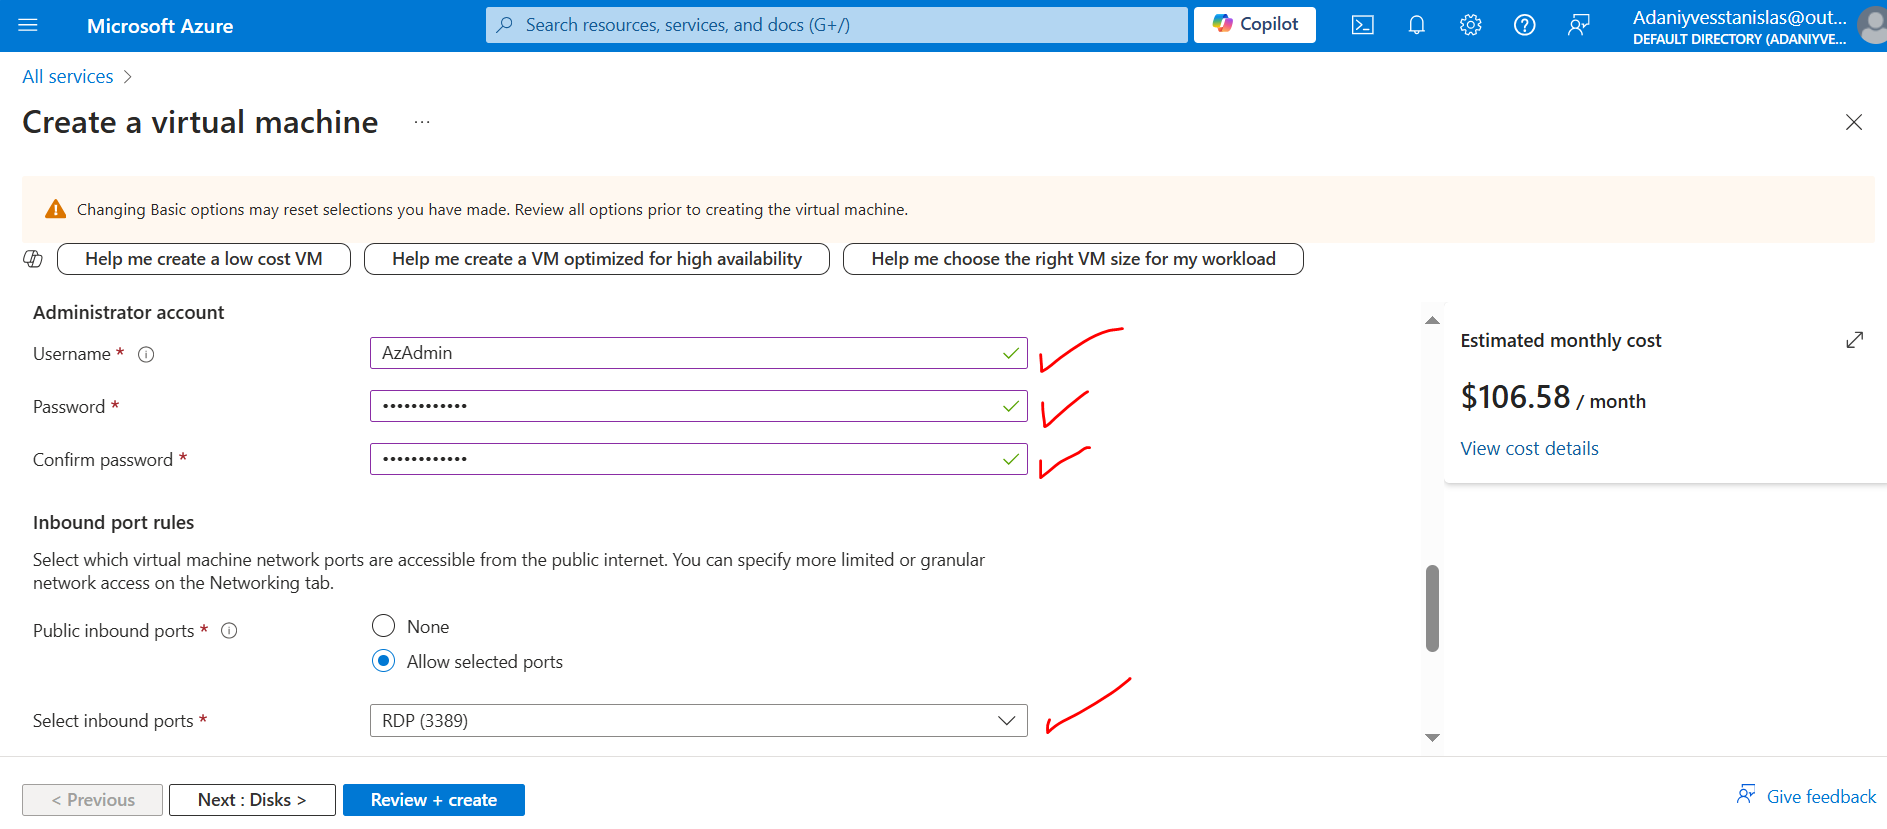 Microsoft Azure
Search resources, services, and docs (G+/)
Copilot
Adaniyvesstanislas@out...
DEFAULT DIRECTORY (ADANIYVE...
All services >
Create a virtual machine ...
Changing Basic options may reset selections you have made. Review all options prior to creating the virtual machine.
Help me create a low cost VM
Help me create a VM optimized for high availability
Help me choose the right VM size for my workload
Administrator account
Username *
AzAdmin
Password *
••••••••••••
Confirm password *
••••••••••••
Inbound port rules
Select which virtual machine network ports are accessible from the public internet. You can specify more limited or granular
network access on the Networking tab.
Public inbound ports *
None
Allow selected ports
Select inbound ports *
RDP (3389)
Estimated monthly cost
$106.58 / month
View cost details
< Previous
Next : Disks >
Review + create
Give feedback